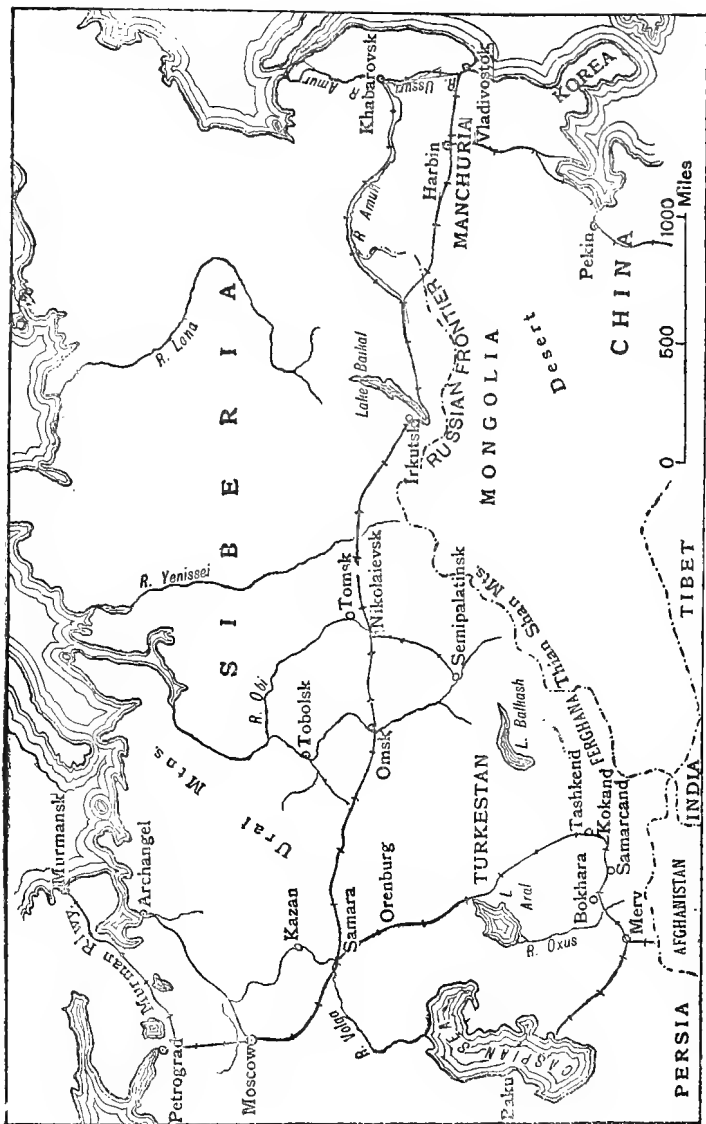 Murmansk
Murman Rlwy.
Archangel
Petrograd
Moscow
Kazan
Samara
Orenburg
R. Volga
Ural Mtns.
R. Obi
Tobolsk
Omsk
Tomsk
Nikolaievsk
Semipalatinsk
R. Yenissei
SIBERIA
R. Lona
Lake Baikal
Irkutsk
RUSSIAN FRONTIER
R. Amur
R Amur
Khabarovsk
R. Ussuri
Harbin
MANCHURIA
Vladivostok
KOREA
MONGOLIA
Desert
Pekin
CHINA
TURKESTAN
L. Aral
L. Balkash
Thian Shan Mts.
FERGHANA
Tashkend
Kokand
Samarcand
Bokhara
R. Oxus
Merv
CASPIAN SEA
PERSIA
AFGHANISTAN
INDIA
TIBET
0 500 1000
Miles